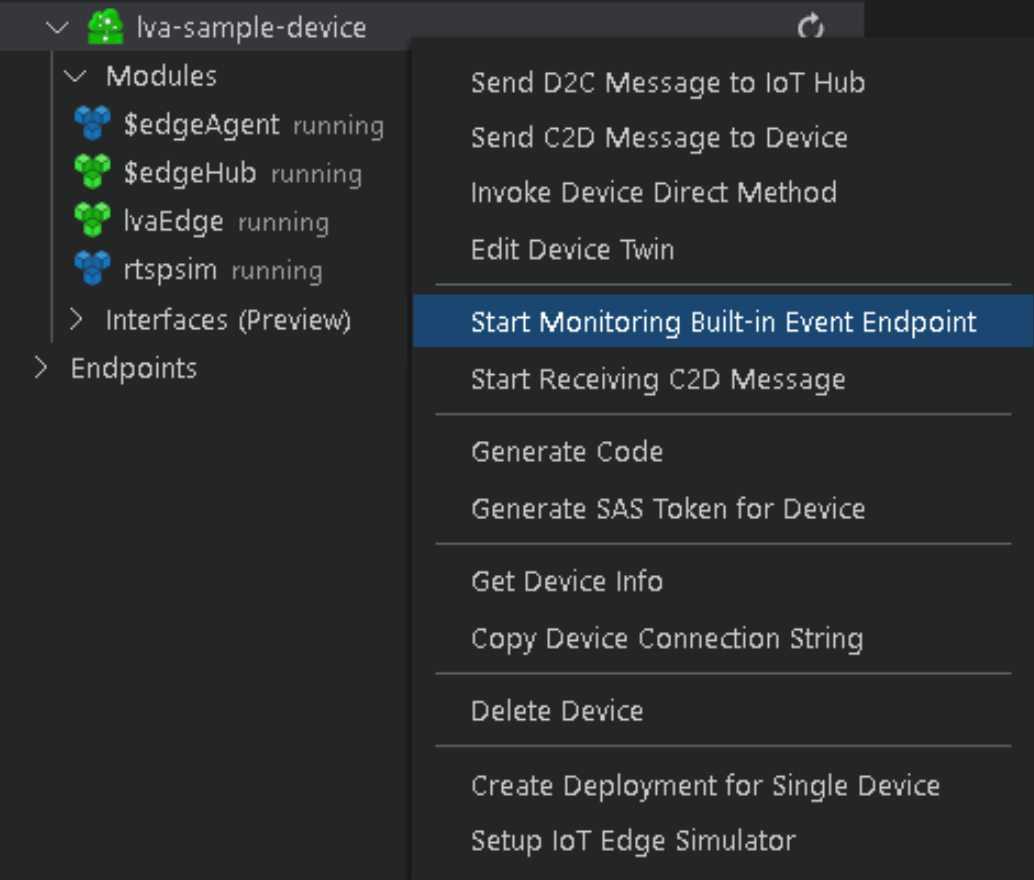 lva-sample-device
Modules
$edgeAgent running
$edgeHub running
lvaEdge running
rtspsim running
Interfaces (Preview)
Endpoints
Send D2C Message to IoT Hub
Send C2D Message to Device
Invoke Device Direct Method
Edit Device Twin
Start Monitoring Built-in Event Endpoint
Start Receiving C2D Message
Generate Code
Generate SAS Token for Device
Get Device Info
Copy Device Connection String
Delete Device
Create Deployment for Single Device
Setup IoT Edge Simulator